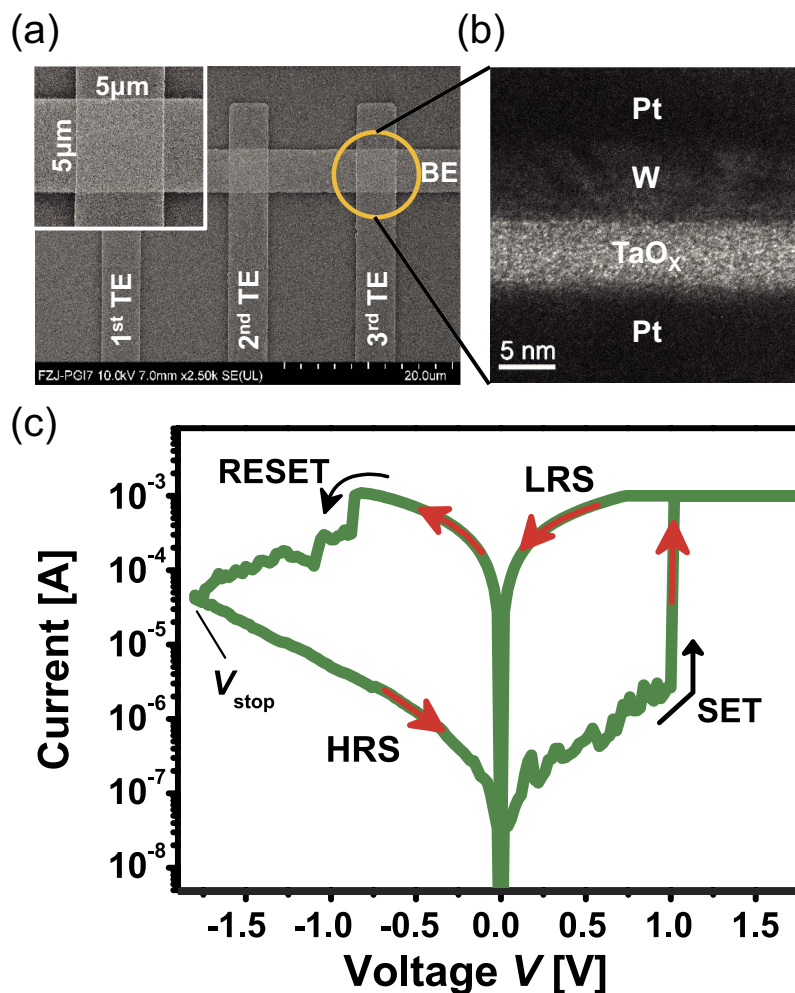 (a)
5μm
5μm
BE
1st TE
2nd TE
3rd TE
FZJ-PGI7 10.0kV 7.0mm x2.50k SE(UL)
20.0um
(b)
Pt
W
TaOX
Pt
5 nm
(c)
RESET
LRS
Vstop
HRS
SET
Current [A]
10-3
10-4
10-5
10-6
10-7
10-8
-1.5
-1.0
-0.5
0.0
0.5
1.0
1.5
Voltage V [V]